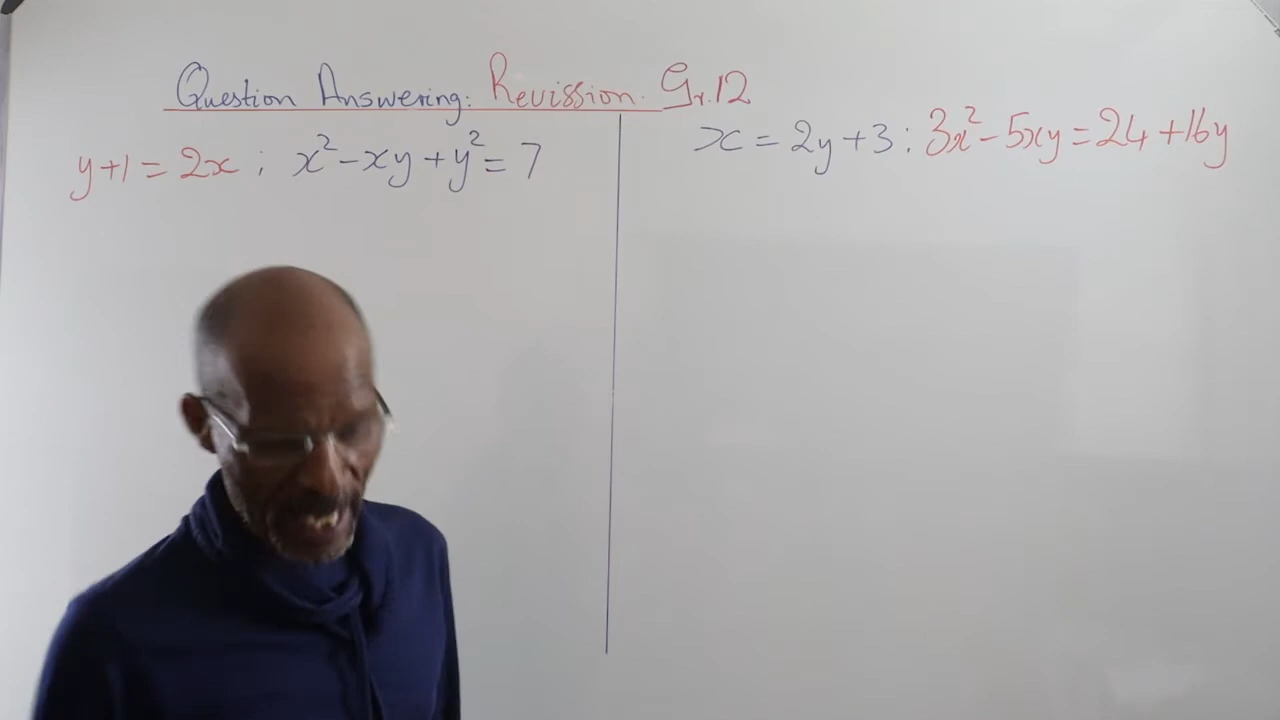 Question Answering: Revission. Gr.12
y+1 = 2x ; x² - xy + y² = 7
x = 2y + 3 : 3x² - 5xy = 24 + 16y